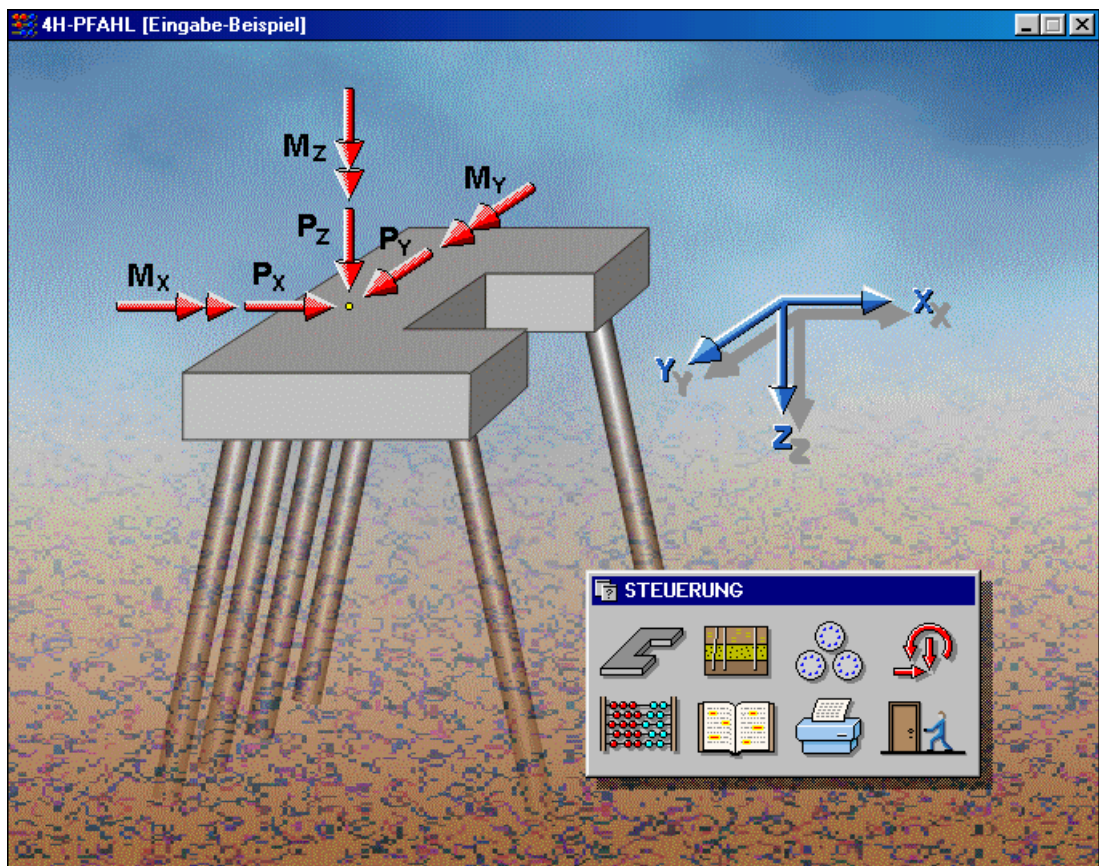 4H-PFAHL [Eingabe-Beispiel]
MZ
MY
PZ
PY
MX
PX
X
X
Y
Y
Z
Z
STEUERUNG